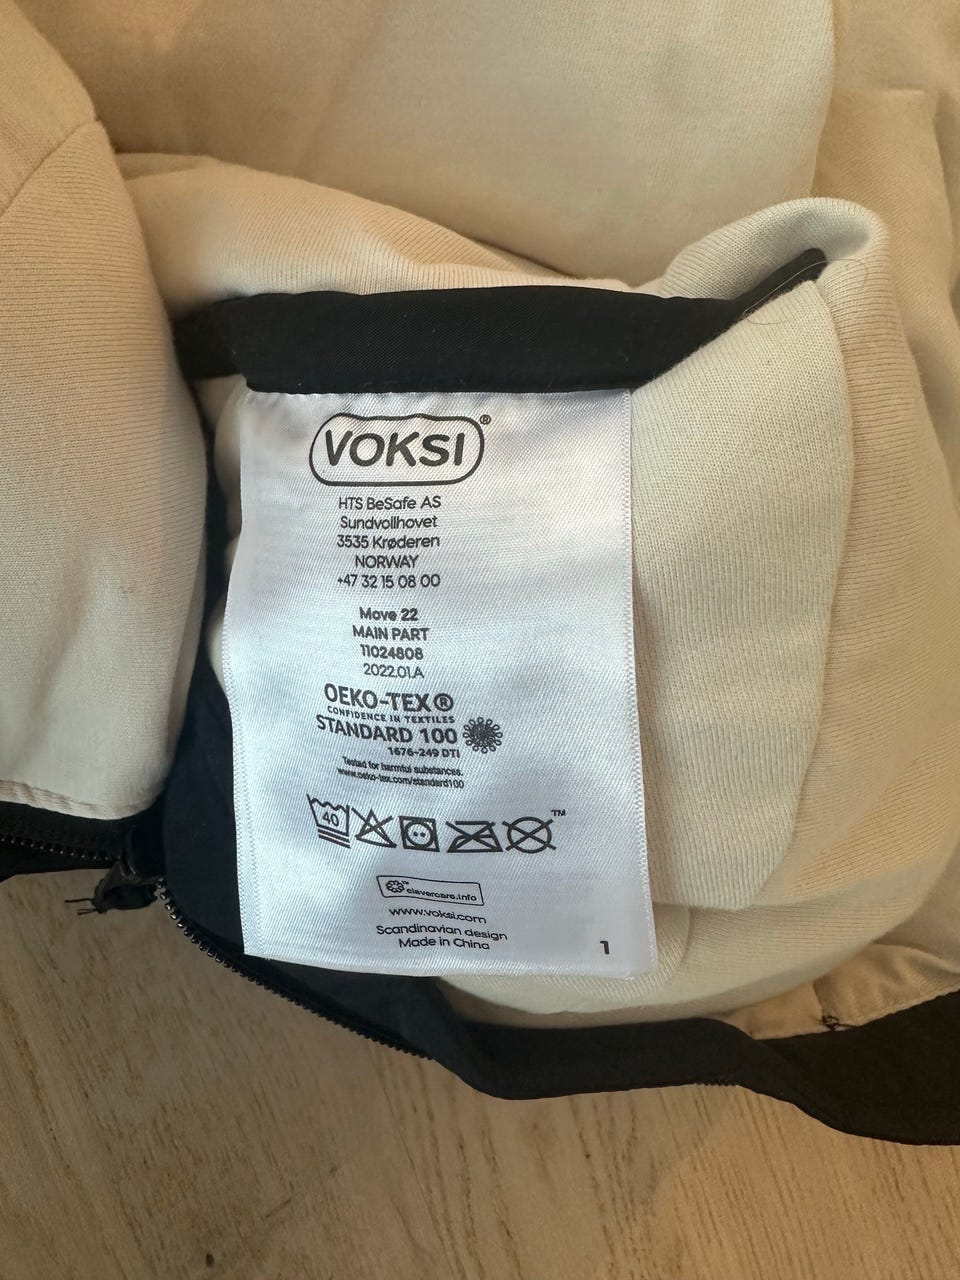 VOKSI®
HTS BeSafe AS
Sundvollhovet
3535 Krøderen
NORWAY
+47 32 15 08 00
Move 22
MAIN PART
11024808
2022.01.A
OEKO-TEX®
CONFIDENCE IN TEXTILES
STANDARD 100
1676-249 DTI
Tested for harmful substances.
www.oeko-tex.com/standard100
40 ™
clevercare.info
www.voksi.com
Scandinavian design
Made in China
1